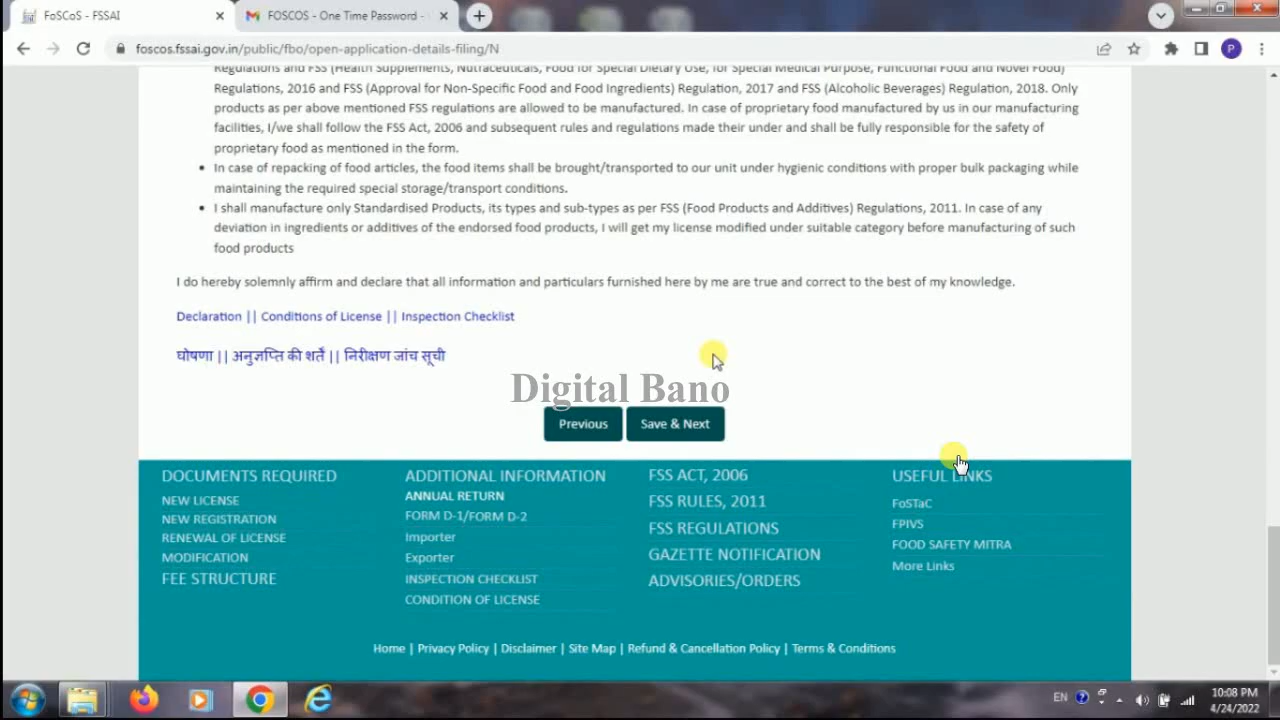 FoSCoS - FSSAI
FOSCOS - One Time Password -
foscos.fssai.gov.in/public/fbo/open-application-details-filing/N
P
Regulations and FSS (Health Supplements, Nutraceuticals, Food for Special Dietary Use, for Special Medical Purpose, Functional Food and Novel Food)
Regulations, 2016 and FSS (Approval for Non-Specific Food and Food Ingredients) Regulation, 2017 and FSS (Alcoholic Beverages) Regulation, 2018. Only
products as per above mentioned FSS regulations are allowed to be manufactured. In case of proprietary food manufactured by us in our manufacturing
facilities, I/we shall follow the FSS Act, 2006 and subsequent rules and regulations made their under and shall be fully responsible for the safety of
proprietary food as mentioned in the form.
• In case of repacking of food articles, the food items shall be brought/transported to our unit under hygienic conditions with proper bulk packaging while
maintaining the required special storage/transport conditions.
• I shall manufacture only Standardised Products, its types and sub-types as per FSS (Food Products and Additives) Regulations, 2011. In case of any
deviation in ingredients or additives of the endorsed food products, I will get my license modified under suitable category before manufacturing of such
food products
I do hereby solemnly affirm and declare that all information and particulars furnished here by me are true and correct to the best of my knowledge.
Declaration || Conditions of License || Inspection Checklist
घोषणा || अनुज्ञप्ति की शर्तें || निरीक्षण जांच सूची
Digital Bano
Previous Save & Next
DOCUMENTS REQUIRED
NEW LICENSE
NEW REGISTRATION
RENEWAL OF LICENSE
MODIFICATION
FEE STRUCTURE
ADDITIONAL INFORMATION
ANNUAL RETURN
FORM D-1/FORM D-2
Importer
Exporter
INSPECTION CHECKLIST
CONDITION OF LICENSE
FSS ACT, 2006
FSS RULES, 2011
FSS REGULATIONS
GAZETTE NOTIFICATION
ADVISORIES/ORDERS
USEFUL LINKS
FoSTaC
FPIVS
FOOD SAFETY MITRA
More Links
Home | Privacy Policy | Disclaimer | Site Map | Refund & Cancellation Policy | Terms & Conditions
EN
10:08 PM
4/24/2022